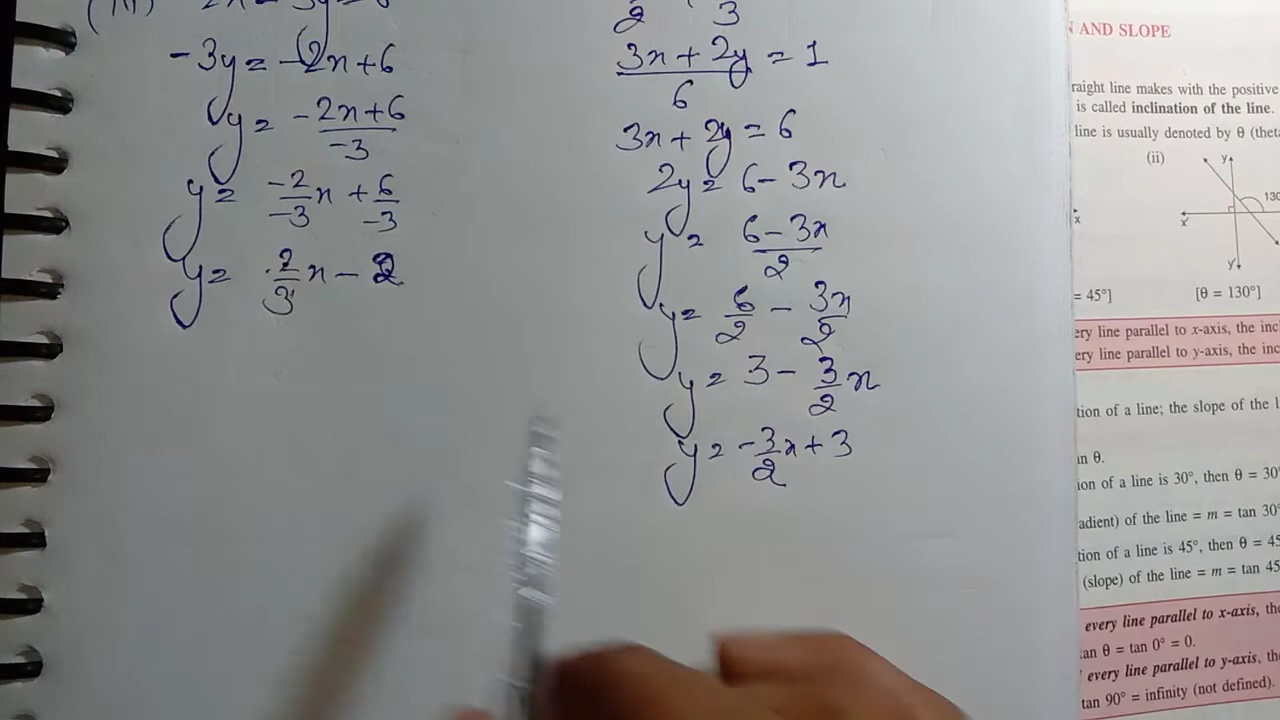 (iii)
-3y = -2x+6
y = -2x+6/-3
y = -2/-3 x + 6/-3
y = 2/3 x - 2
2 3
3x + 2y/6 = 1
3x + 2y = 6
2y = 6 - 3x
y = 6 - 3x/2
y = 6/2 - 3x/2
y = 3 - 3/2 x
y = -3/2 x + 3
AND SLOPE
raight line makes with the positive
is called inclination of the line.
line is usually denoted by θ (thet
(ii)
y
130
x
x'
y'
= 45°]
[θ = 130°]
ery line parallel to x-axis, the inc
ery line parallel to y-axis, the inc
tion of a line; the slope of the l
an θ.
ion of a line is 30°, then θ = 30°
adient) of the line = m = tan 30°
tion of a line is 45°, then θ = 45
(slope) of the line = m = tan 45
every line parallel to x-axis, the
tan θ = tan 0° = 0.
every line parallel to y-axis, the
tan 90° = infinity (not defined).